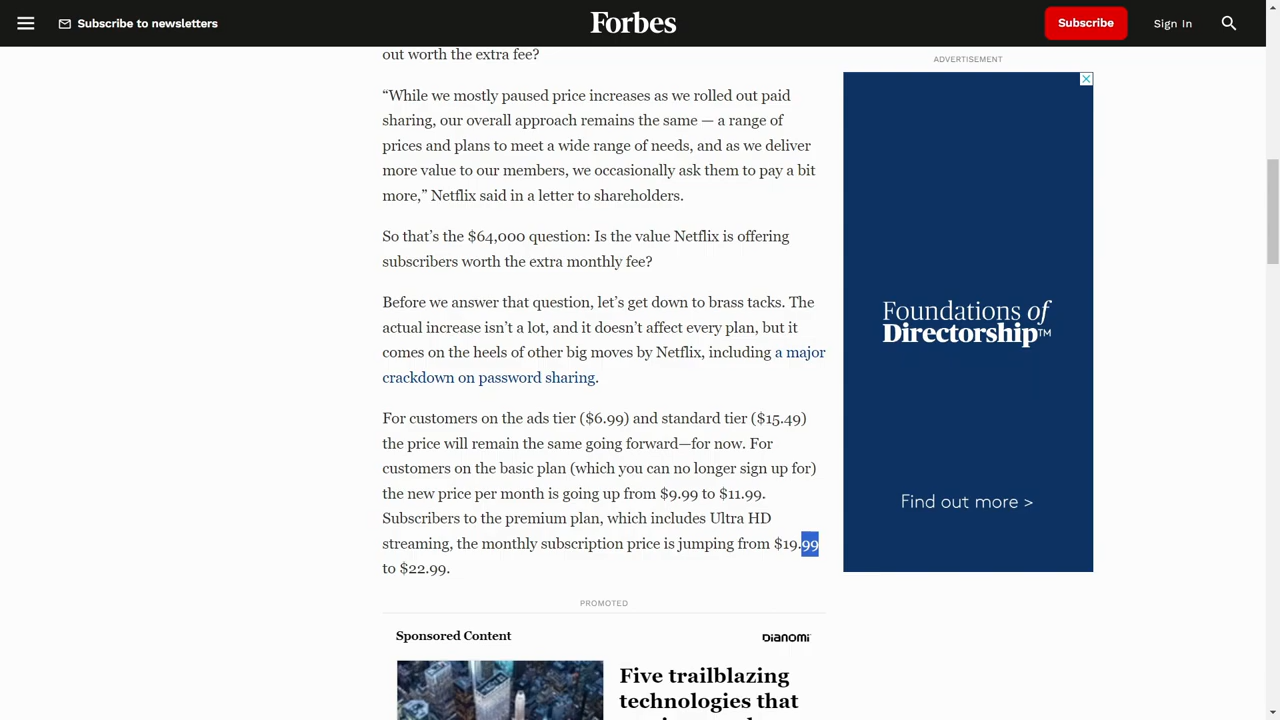 Subscribe to newsletters
Forbes
Subscribe
Sign In
out worth the extra fee?
“While we mostly paused price increases as we rolled out paid
sharing, our overall approach remains the same — a range of
prices and plans to meet a wide range of needs, and as we deliver
more value to our members, we occasionally ask them to pay a bit
more,” Netflix said in a letter to shareholders.
So that’s the $64,000 question: Is the value Netflix is offering
subscribers worth the extra monthly fee?
Before we answer that question, let’s get down to brass tacks. The
actual increase isn’t a lot, and it doesn’t affect every plan, but it
comes on the heels of other big moves by Netflix, including a major
crackdown on password sharing.
For customers on the ads tier ($6.99) and standard tier ($15.49)
the price will remain the same going forward—for now. For
customers on the basic plan (which you can no longer sign up for)
the new price per month is going up from $9.99 to $11.99.
Subscribers to the premium plan, which includes Ultra HD
streaming, the monthly subscription price is jumping from $19.99
to $22.99.
PROMOTED
Sponsored Content
DIANOMI
Five trailblazing
technologies that
ADVERTISEMENT
Foundations of
Directorship™
Find out more >